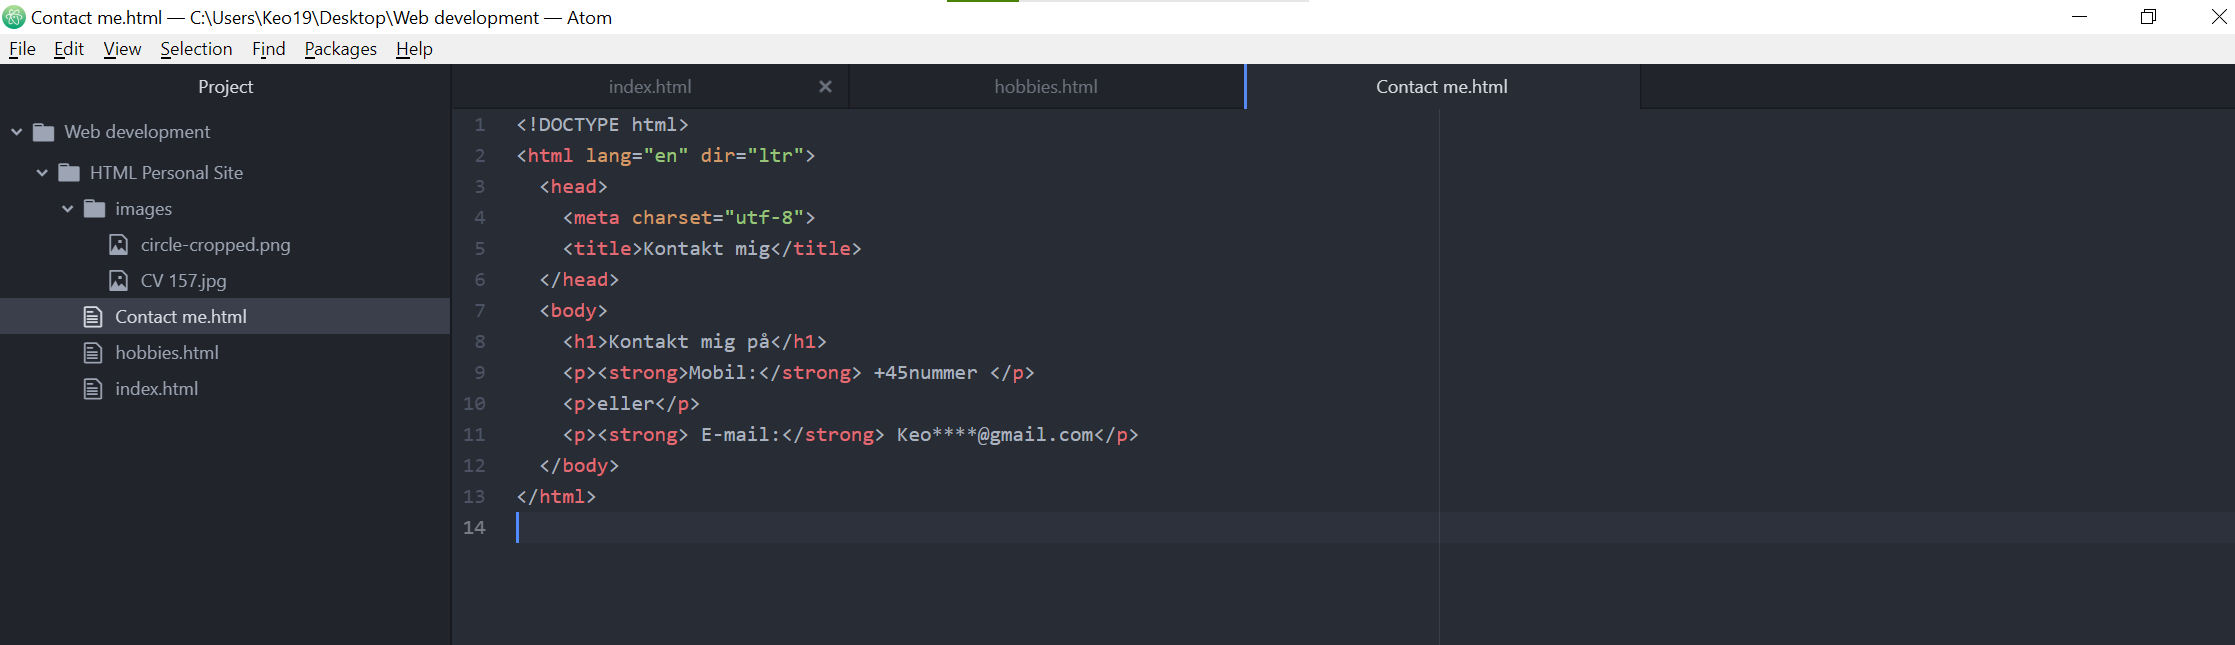 Contact me.html — C:\Users\Keo19\Desktop\Web development — Atom
File Edit View Selection Find Packages Help
Project
Web development
HTML Personal Site
images
circle-cropped.png
CV 157.jpg
Contact me.html
hobbies.html
index.html
index.html hobbies.html Contact me.html
1 <!DOCTYPE html>
2 <html lang="en" dir="ltr">
3 <head>
4 <meta charset="utf-8">
5 <title>Kontakt mig</title>
6 </head>
7 <body>
8 <h1>Kontakt mig på</h1>
9 <p><strong>Mobil:</strong> +45nummer </p>
10 <p>eller</p>
11 <p><strong> E-mail:</strong> Keo****@gmail.com</p>
12 </body>
13 </html>
14